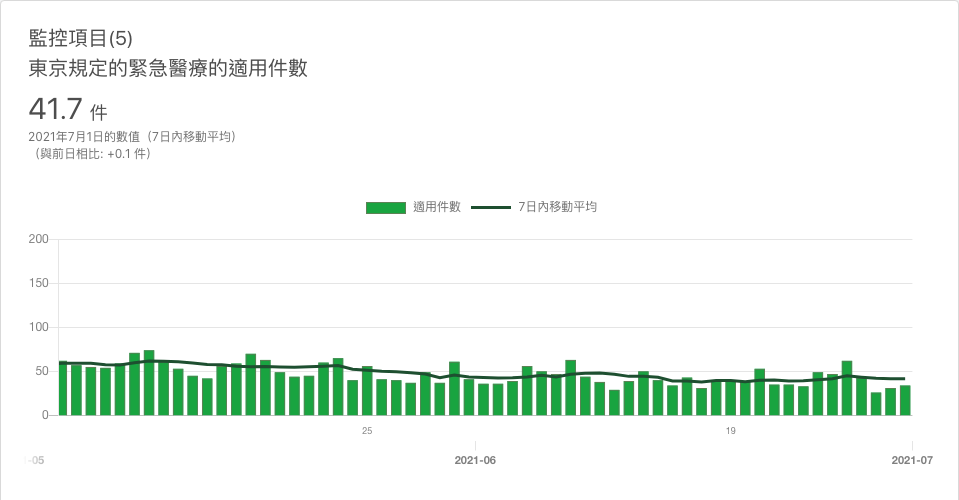 監控項目(5)
東京規定的緊急醫療的適用件數
41.7 件
2021年7月1日的數值（7日內移動平均）
（與前日相比: +0.1 件）
適用件數 7日內移動平均
200
150
100
50
0
25 19
-05 2021-06 2021-07